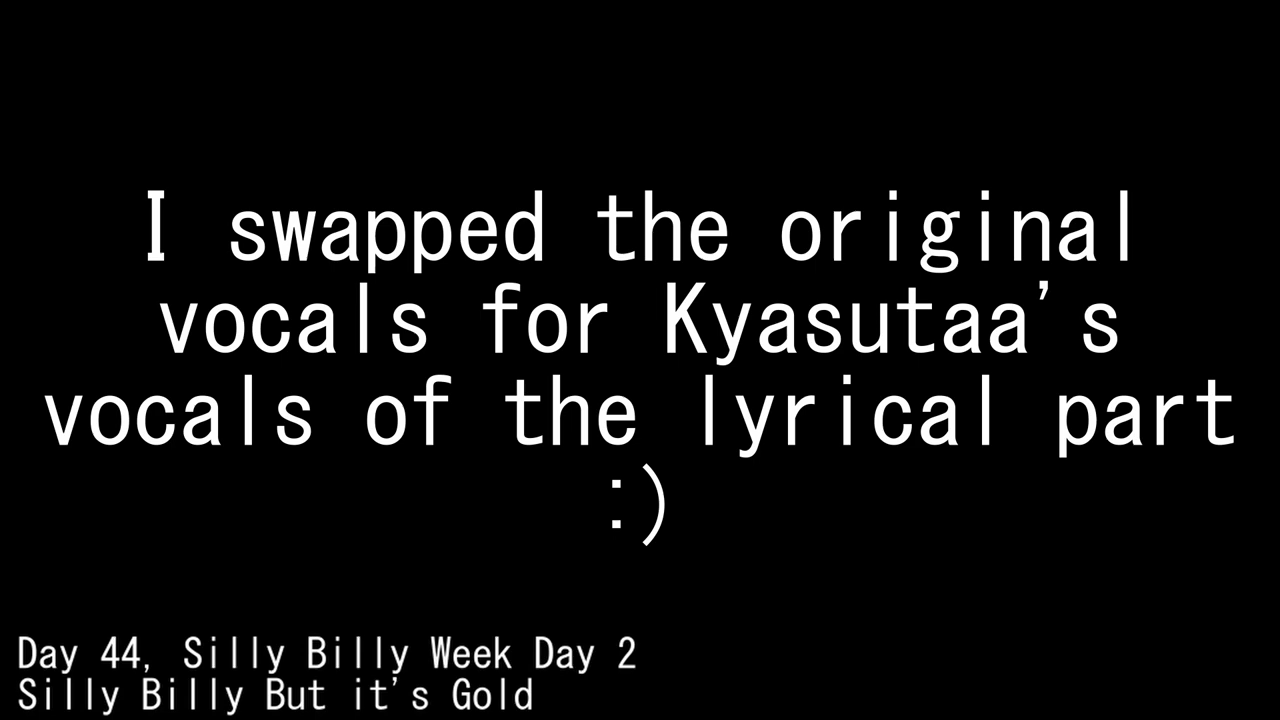 I swapped the original
vocals for Kyasutaa's
vocals of the lyrical part
:)
Day 44, Silly Billy Week Day 2
Silly Billy But it's Gold